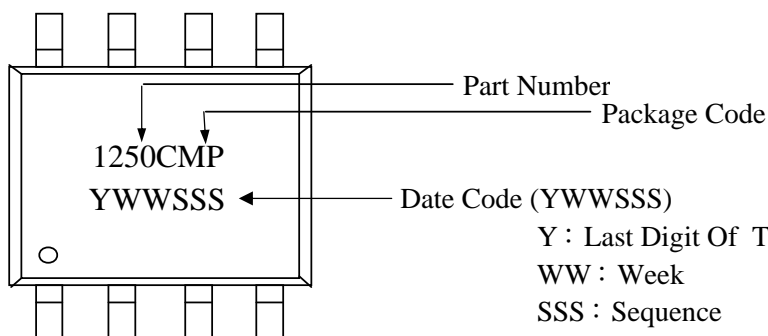 Part Number
Package Code
1250CMP
YWWSSS
Date Code (YWWSSS)
Y : Last Digit Of T
WW : Week
SSS : Sequence